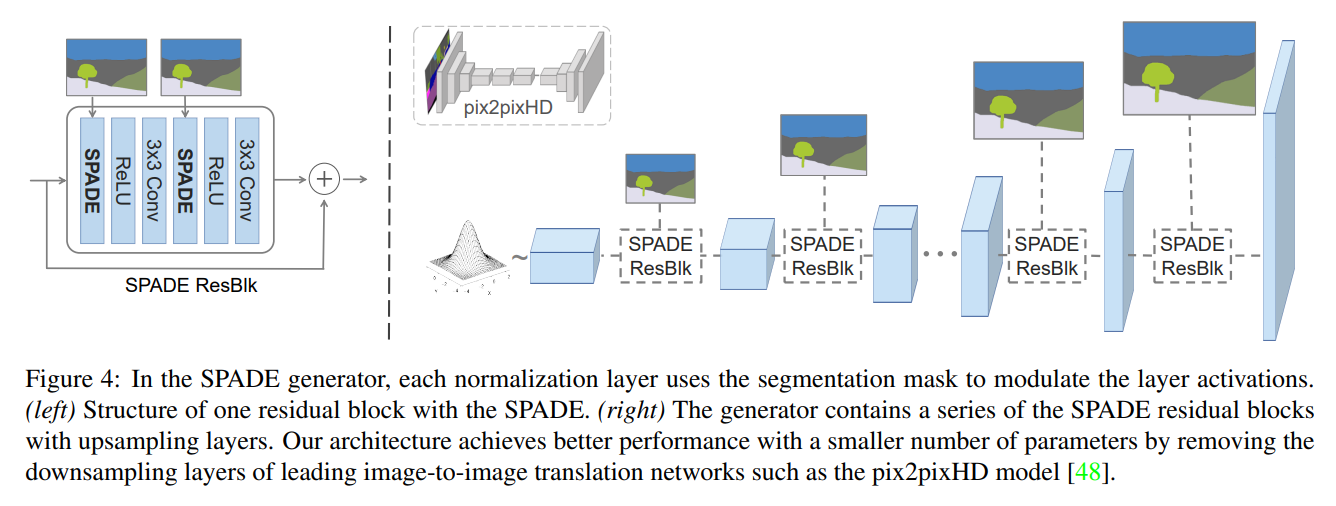 SPADE
ReLU
3x3 Conv
SPADE
ReLU
3x3 Conv
+
SPADE ResBlk
pix2pixHD
~
SPADE
ResBlk
SPADE
ResBlk
...
SPADE
ResBlk
SPADE
ResBlk
Figure 4: In the SPADE generator, each normalization layer uses the segmentation mask to modulate the layer activations.
(left) Structure of one residual block with the SPADE. (right) The generator contains a series of the SPADE residual blocks
with upsampling layers. Our architecture achieves better performance with a smaller number of parameters by removing the
downsampling layers of leading image-to-image translation networks such as the pix2pixHD model [48].